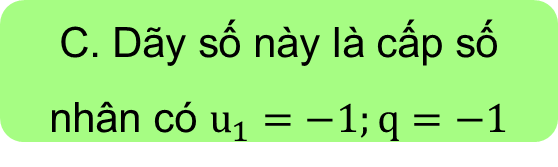 C. Dãy số này là cấp số
nhân có u₁ = −1; q = −1